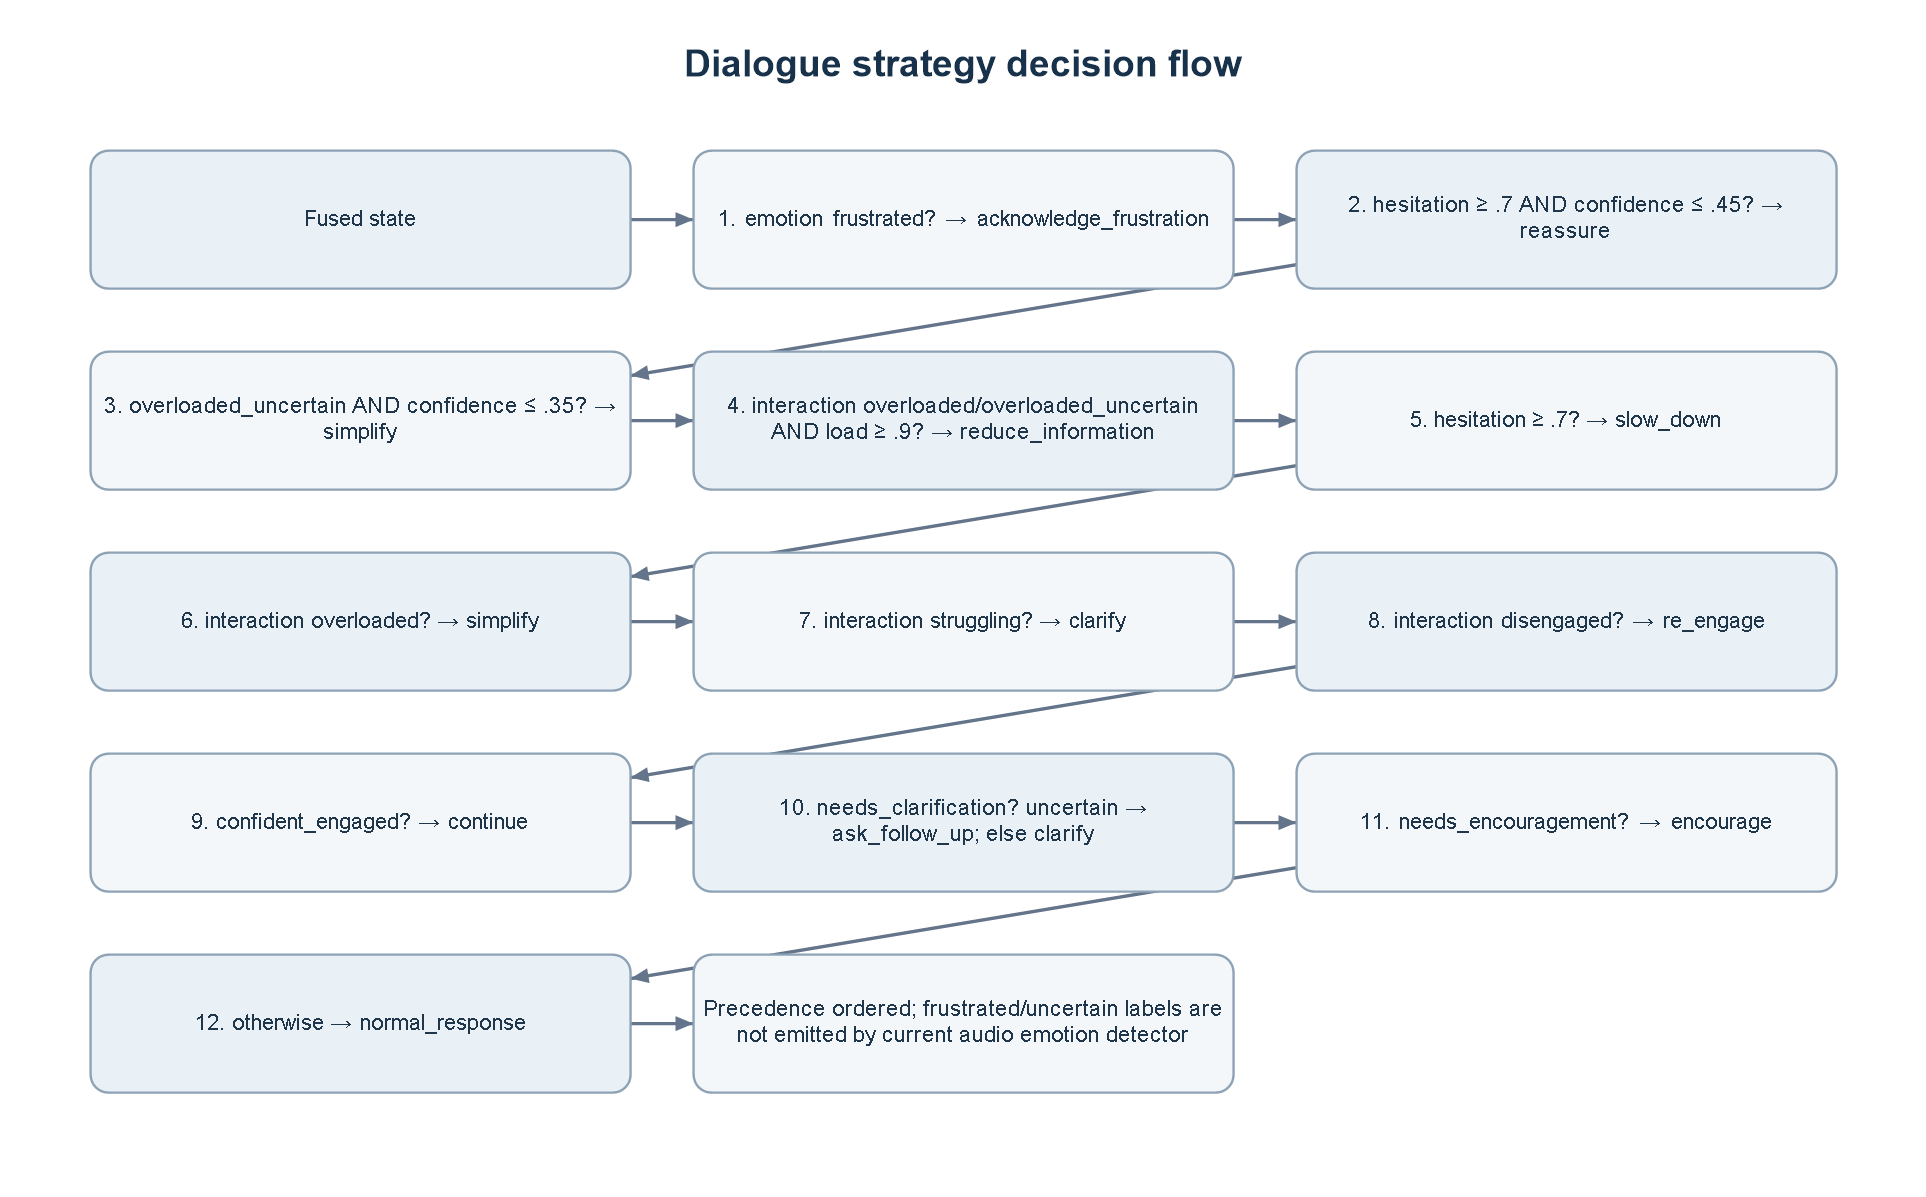 Dialogue strategy decision flow
Fused state
1. emotion frustrated? → acknowledge_frustration
2. hesitation ≥ .7 AND confidence ≤ .45? →
reassure
3. overloaded_uncertain AND confidence ≤ .35? →
simplify
4. interaction overloaded/overloaded_uncertain
AND load ≥ .9? → reduce_information
5. hesitation ≥ .7? → slow_down
6. interaction overloaded? → simplify
7. interaction struggling? → clarify
8. interaction disengaged? → re_engage
9. confident_engaged? → continue
10. needs_clarification? uncertain →
ask_follow_up; else clarify
11. needs_encouragement? → encourage
12. otherwise → normal_response
Precedence ordered; frustrated/uncertain labels are
not emitted by current audio emotion detector